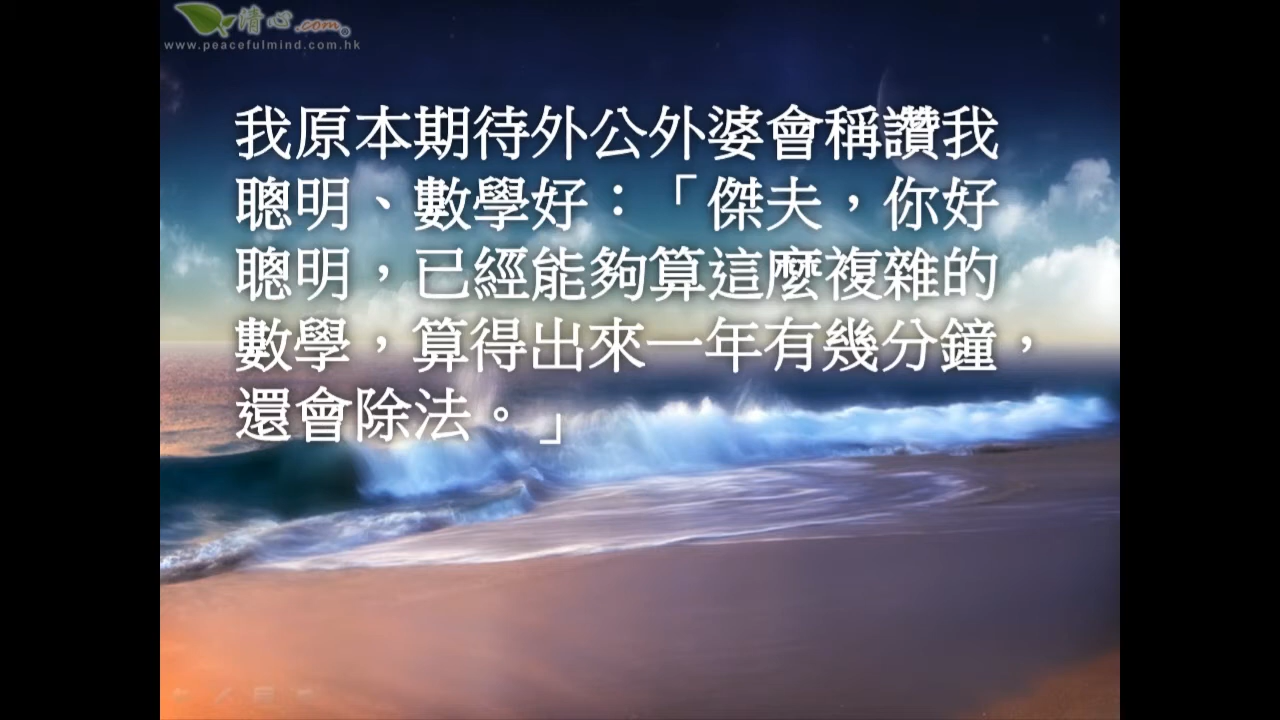 清心.com
www.peacefulmind.com.hk
我原本期待外公外婆會稱讚我
聰明、數學好：「傑夫，你好
聰明，已經能夠算這麼複雜的
數學，算得出來一年有幾分鐘，
還會除法。」